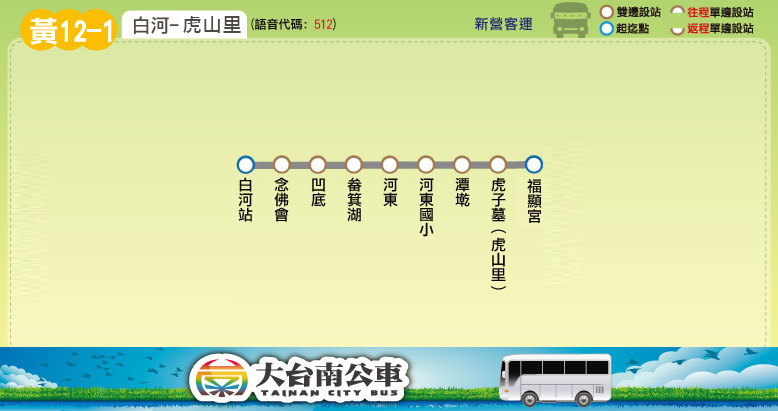 黃12-1
白河-虎山里
(語音代碼: 512)
新營客運
雙邊設站
往程單邊設站
起迄點
返程單邊設站
白河站
念佛會
凹底
畚箕湖
河東
河東國小
潭墘
虎子墓(虎山里)
福顯宮
大台南公車
TAINAN CITY BUS